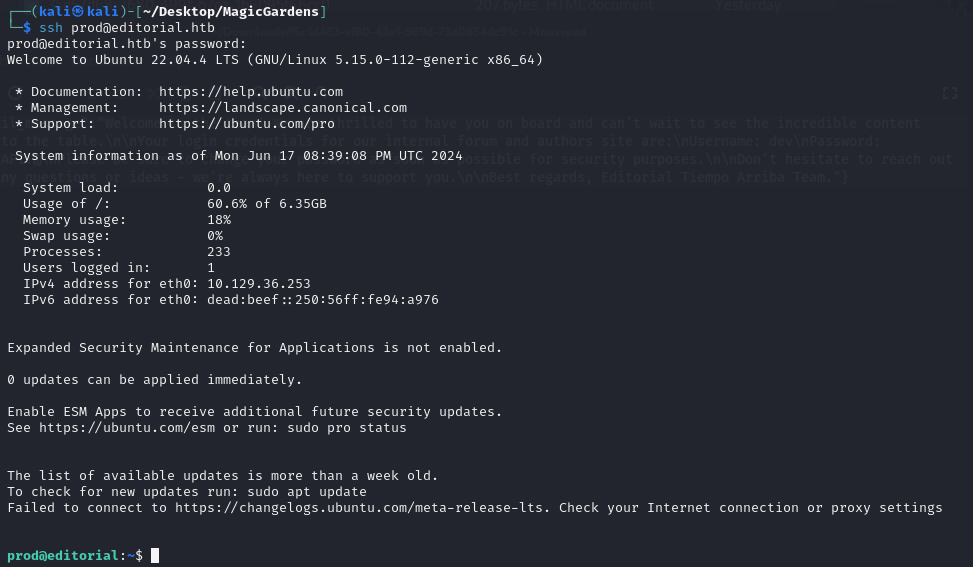 ┌──(kali㉿kali)-[~/Desktop/MagicGardens]
└─$ ssh prod@editorial.htb
prod@editorial.htb's password:
Welcome to Ubuntu 22.04.4 LTS (GNU/Linux 5.15.0-112-generic x86_64)
* Documentation: https://help.ubuntu.com
* Management: https://landscape.canonical.com
* Support: https://ubuntu.com/pro
System information as of Mon Jun 17 08:39:08 PM UTC 2024
System load: 0.0
Usage of /: 60.6% of 6.35GB
Memory usage: 18%
Swap usage: 0%
Processes: 233
Users logged in: 1
IPv4 address for eth0: 10.129.36.253
IPv6 address for eth0: dead:beef::250:56ff:fe94:a976
Expanded Security Maintenance for Applications is not enabled.
0 updates can be applied immediately.
Enable ESM Apps to receive additional future security updates.
See https://ubuntu.com/esm or run: sudo pro status
The list of available updates is more than a week old.
To check for new updates run: sudo apt update
Failed to connect to https://changelogs.ubuntu.com/meta-release-lts. Check your Internet connection or proxy settings
prod@editorial:~$